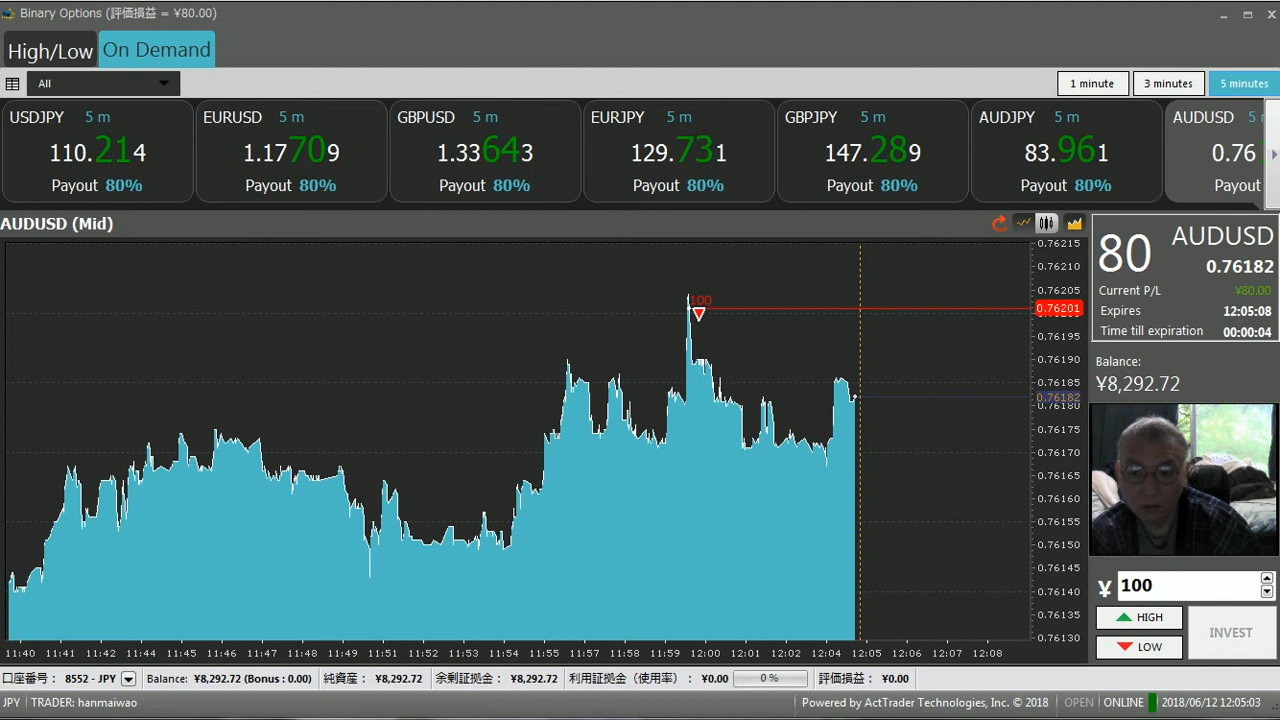 Binary Options (評価損益 = ¥80.00)
High/Low On Demand
All 1 minute 3 minutes 5 minutes
USDJPY 5 m EURUSD 5 m GBPUSD 5 m EURJPY 5 m GBPJPY 5 m AUDJPY 5 m AUDUSD 5
110.214 1.17709 1.33643 129.731 147.289 83.961 0.76
Payout 80% Payout 80% Payout 80% Payout 80% Payout 80% Payout 80% Payout
AUDUSD (Mid)
80 AUDUSD
0.76182
Current P/L ¥80.00
Expires 12:05:08
Time till expiration 00:00:04
Balance:
¥8,292.72
100
0.76215
0.76210
0.76205
0.76201
0.76195
0.76190
0.76185
0.76182
0.76180
0.76175
0.76170
0.76165
0.76160
0.76155
0.76150
0.76145
0.76140
0.76135
0.76130
11:40 11:41 11:42 11:43 11:44 11:45 11:47 11:48 11:49 11:51 11:52 11:53 11:54 11:56 11:57 11:58 11:59 12:00 12:02 12:02 12:04 12:05 12:06 12:07 12:08
¥ 100
HIGH
LOW
INVEST
口座番号： 8552 - JPY Balance: ¥8,292.72 (Bonus : 0.00) 純資産： ¥8,292.72 余剰証拠金： ¥8,292.72 利用証拠金（使用率）： ¥0.00 0 % 評価損益： ¥0.00
JPY TRADER: hanmaiwao Powered by ActTrader Technologies, Inc. © 2018 OPEN ONLINE 2018/06/12 12:05:03